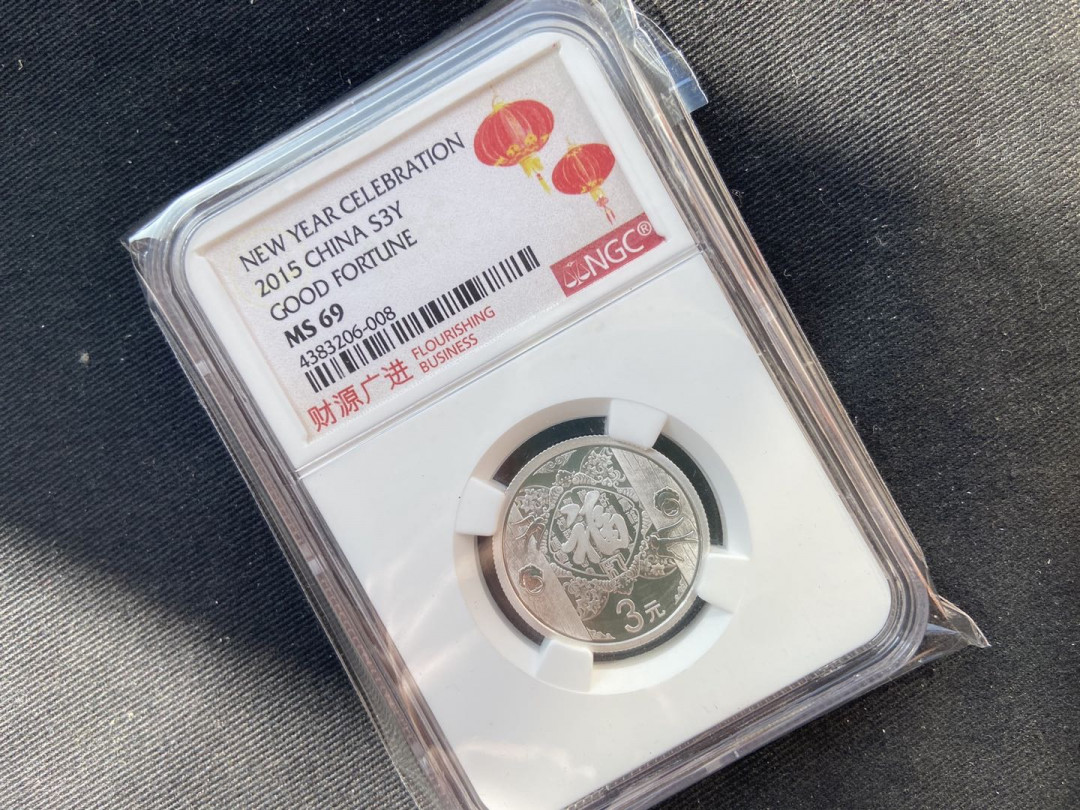 NEW YEAR CELEBRATION
2015 CHINA S3Y
GOOD FORTUNE
MS 69
4383206-008
NGC®
财源广进
FLOURISHING
BUSINESS
福
3元